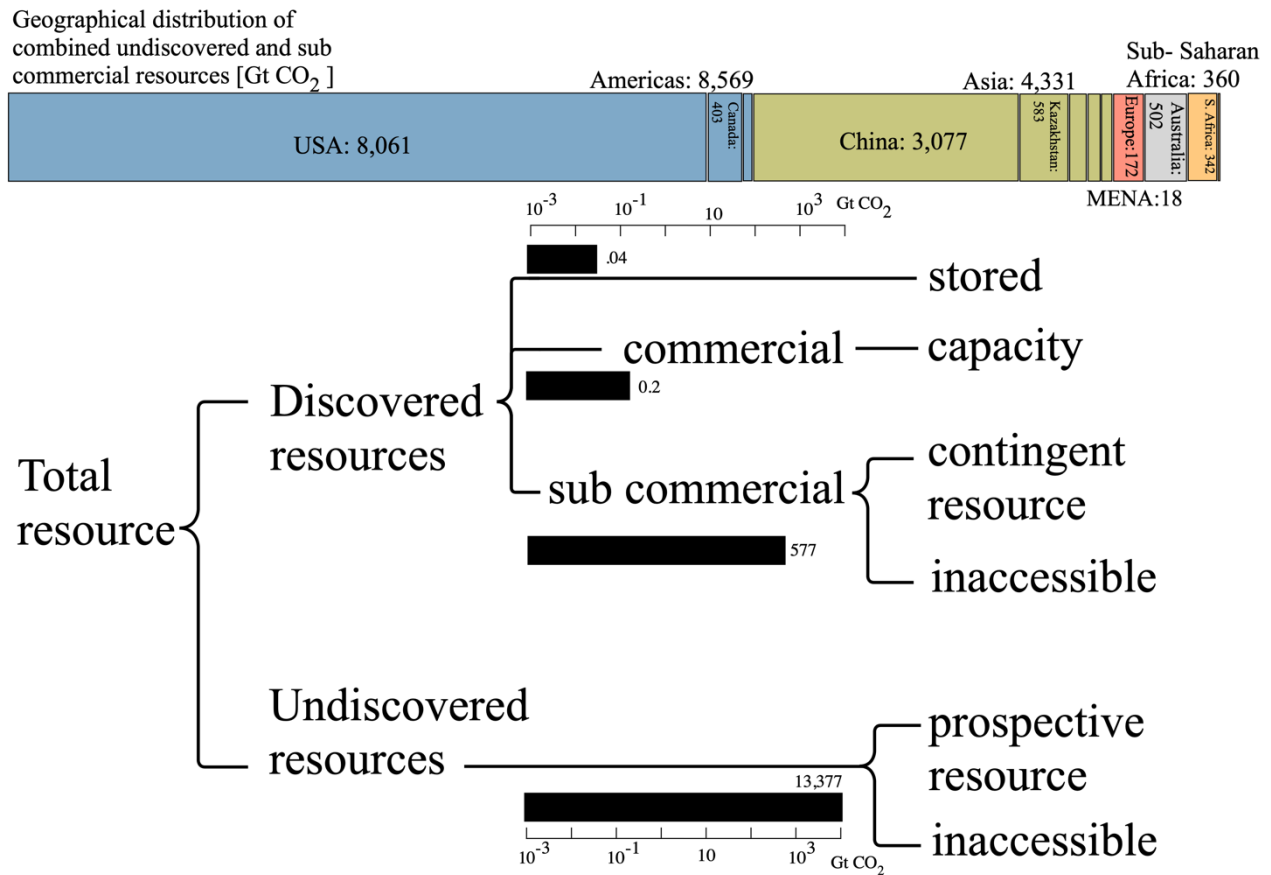 Geographical distribution of
combined undiscovered and sub
commercial resources [Gt CO2 ]
Americas: 8,569
Asia: 4,331
Sub- Saharan
Africa: 360
USA: 8,061
Canada:
403
China: 3,077
Kazakhstan:
583
Europe:172
Australia:
502
S. Africa: 342
MENA:18
10-3
10-1
10
103
Gt CO2
.04
stored
commercial
capacity
0.2
Discovered
resources
contingent
resource
sub commercial
577
inaccessible
Total
resource
Undiscovered
resources
prospective
resource
13,377
inaccessible
10-3
10-1
10
103
Gt CO2